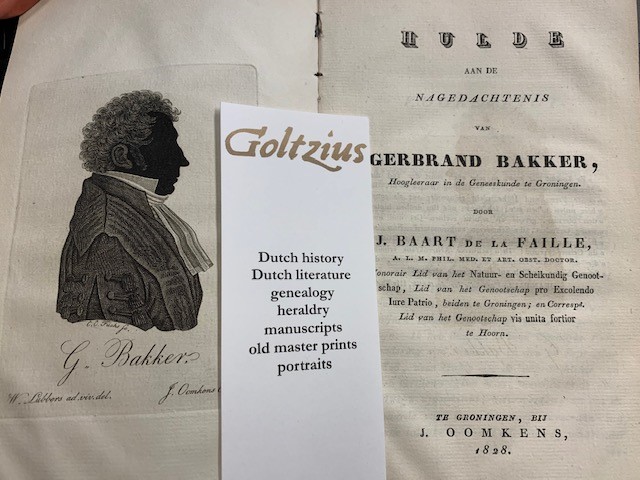 C.C. Fuchs f.
G. Bakker.
W. Lubbers ad viv. del.
J. Oomkens
Goltzius
Dutch history
Dutch literature
genealogy
heraldry
manuscripts
old master prints
portraits
HULDE
AAN DE
NAGEDACHTENIS
VAN
GERBRAND BAKKER,
Hoogleeraar in de Geneeskunde te Groningen.
DOOR
J. BAART DE LA FAILLE,
A. L. M. PHIL. MED. ET ART. OBST. DOCTOR.
onorair Lid van het Natuur- en Scheikundig Genoot-
schap, Lid van het Genootschap pro Excolendo
Iure Patrio, beiden te Groningen; en Correspt.
Lid van het Genootschap vis unita fortior
te Hoorn.
TE GRONINGEN, BIJ
J. OOMKENS,
1828.